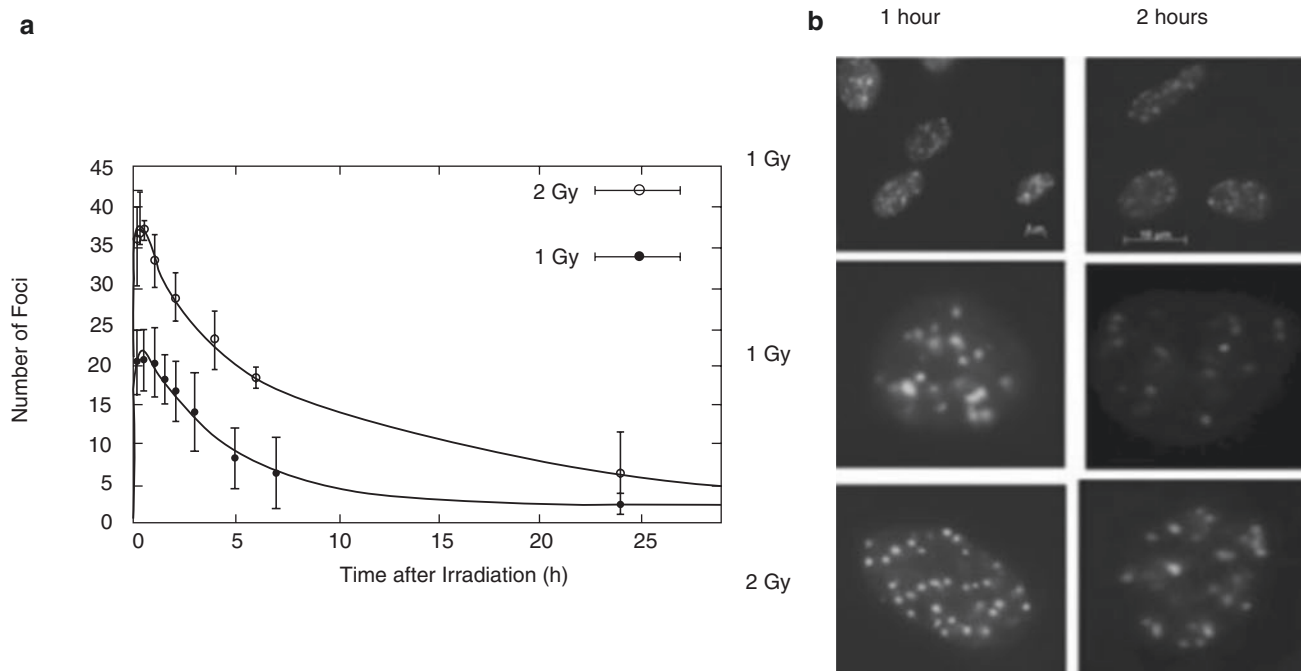 a
Number of Foci
45
40
35
30
25
20
15
10
5
0
2 Gy
1 Gy
0 5 10 15 20 25
Time after Irradiation (h)
b
1 hour 2 hours
1 Gy
10 µm
1 Gy
2 Gy